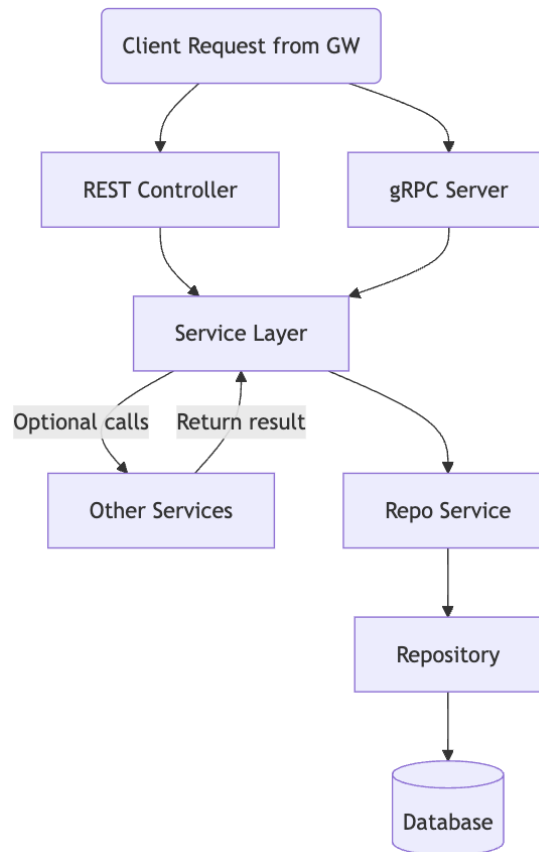 Client Request from GW
REST Controller
gRPC Server
Service Layer
Optional calls
Return result
Other Services
Repo Service
Repository
Database